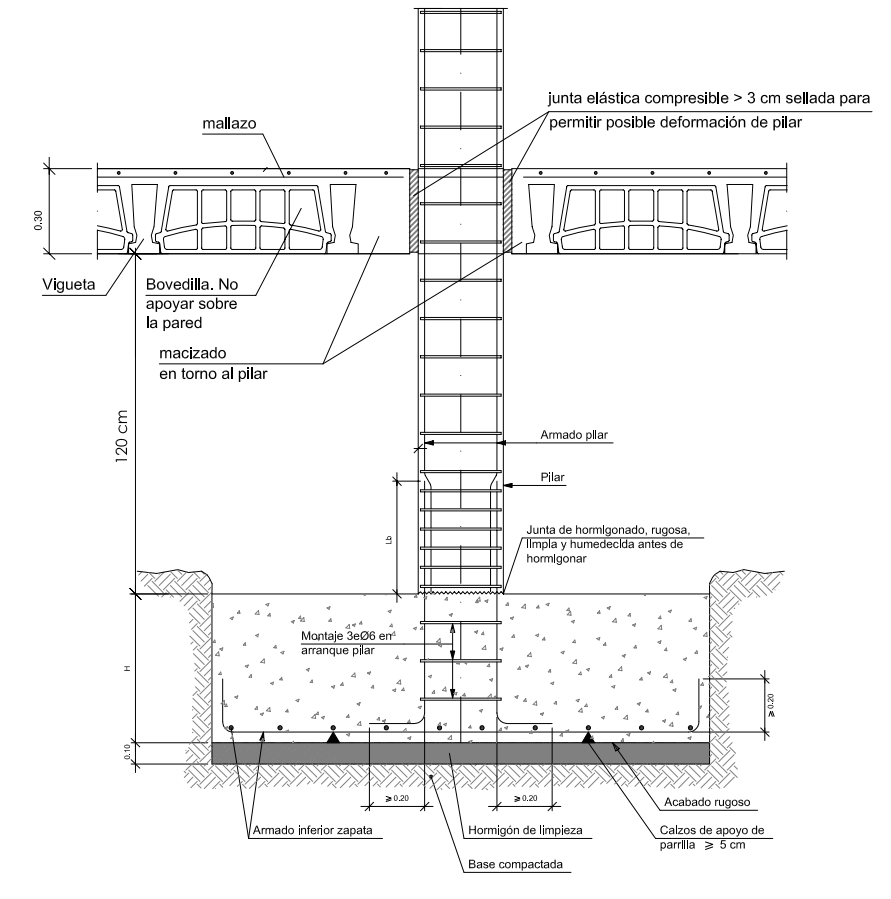 junta elástica compresible > 3 cm sellada para
permitir posible deformación de pilar
mallazo
0.30
Vigueta
Bovedilla. No
apoyar sobre
la pared
macizado
en torno al pilar
120 cm
Armado pilar
Pilar
Lb
Junta de hormigonado, rugosa,
limpia y humedecida antes de
hormigonar
Montaje 3eØ6 en
arranque pilar
H
⩾ 0.20
0.10
⩾ 0.20
⩾ 0.20
Acabado rugoso
Armado inferior zapata
Hormigón de limpieza
Calzos de apoyo de
parrilla ⩾ 5 cm
Base compactada